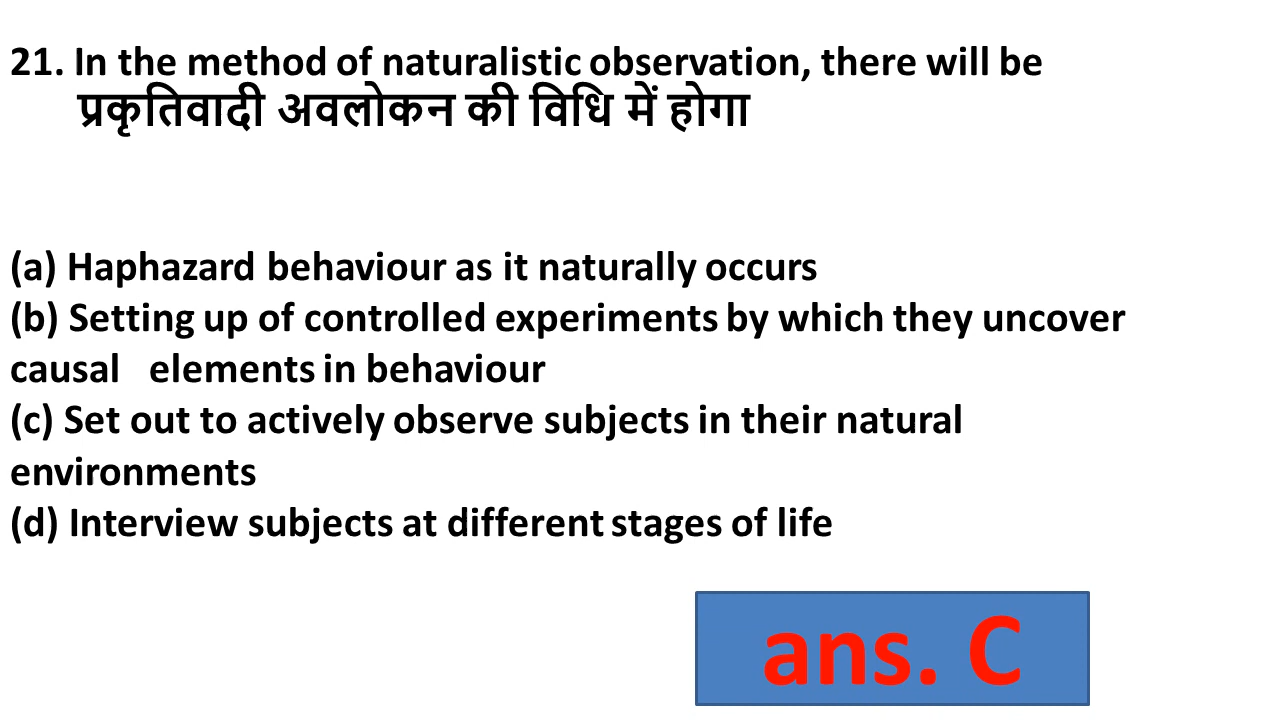 21. In the method of naturalistic observation, there will be
प्रकृतिवादी अवलोकन की विधि में होगा
(a) Haphazard behaviour as it naturally occurs
(b) Setting up of controlled experiments by which they uncover
causal elements in behaviour
(c) Set out to actively observe subjects in their natural
environments
(d) Interview subjects at different stages of life
ans. C